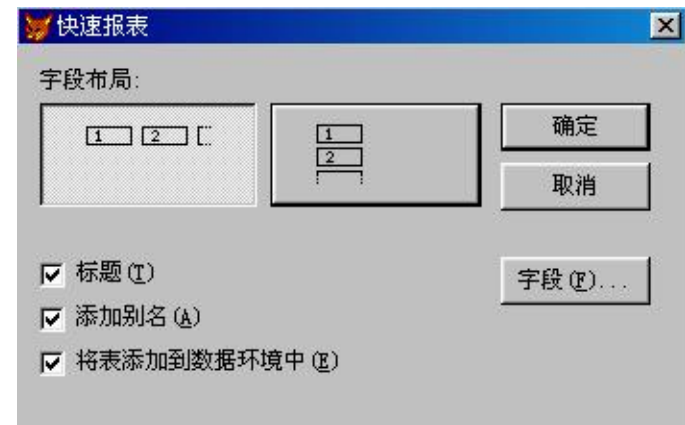 快速报表
字段布局:
1 2
1
2
确定
取消
标题(T)
字段(F)...
添加别名(A)
将表添加到数据环境中(E)